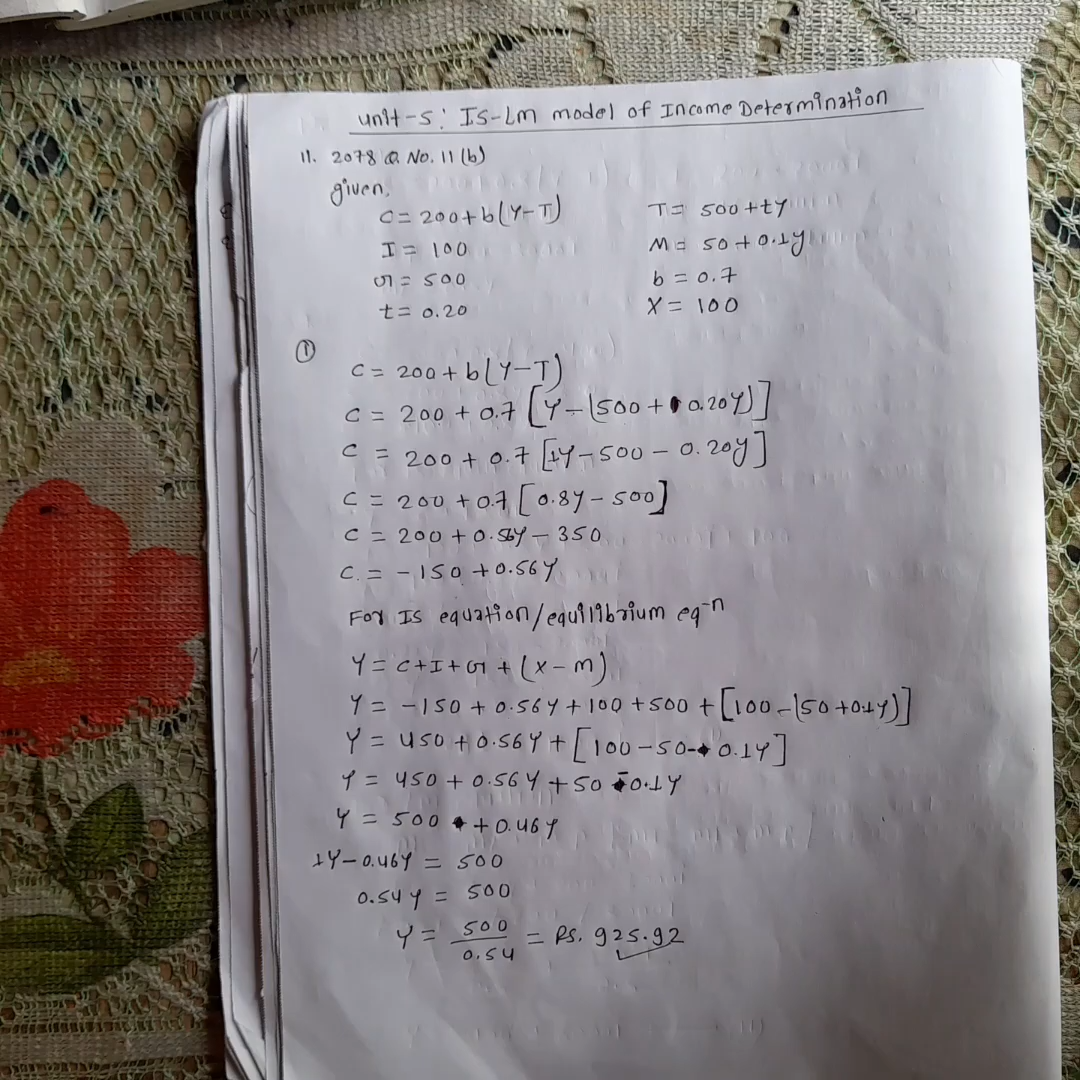 Unit-5: IS-LM model of Income Determination
11. 2078 Q. No. 11 (b)
given,
C = 200 + b(Y-T)
T = 500 + tY
I = 100
M = 50 + 0.1y
G = 500
b = 0.7
t = 0.20
X = 100
①
C = 200 + b(Y-T)
C = 200 + 0.7 [Y-(500 + 0.20Y)]
C = 200 + 0.7 [1Y-500 - 0.20y]
C = 200 + 0.7 [0.8Y - 500]
C = 200 + 0.56Y - 350
C. = -150 + 0.56Y
For IS equation/equilibrium eq-n
Y = C+I+G + (X-M)
Y = -150 + 0.56Y + 100 + 500 + [100 - (50 + 0.1Y)]
Y = 450 + 0.56Y + [100 - 50 - 0.1Y]
Y = 450 + 0.56Y + 50 - 0.1Y
Y = 500 + 0.46Y
1Y - 0.46Y = 500
0.54Y = 500
Y = 500/0.54 = Rs. 925.92